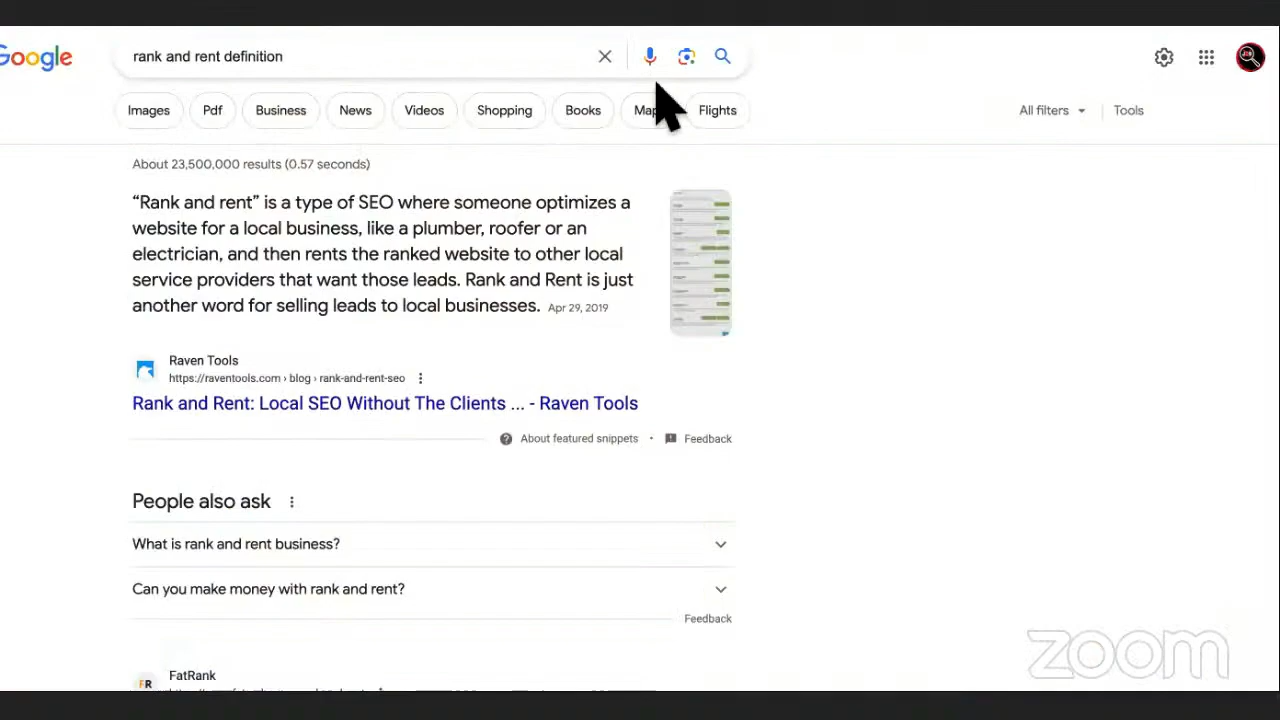 Google
rank and rent definition
Images Pdf Business News Videos Shopping Books Map Flights All filters Tools
About 23,500,000 results (0.57 seconds)
“Rank and rent” is a type of SEO where someone optimizes a
website for a local business, like a plumber, roofer or an
electrician, and then rents the ranked website to other local
service providers that want those leads. Rank and Rent is just
another word for selling leads to local businesses. Apr 29, 2019
Raven Tools
https://raventools.com › blog › rank-and-rent-seo
Rank and Rent: Local SEO Without The Clients ... - Raven Tools
About featured snippets • Feedback
People also ask
What is rank and rent business?
Can you make money with rank and rent?
Feedback
FatRank
FR
zoom